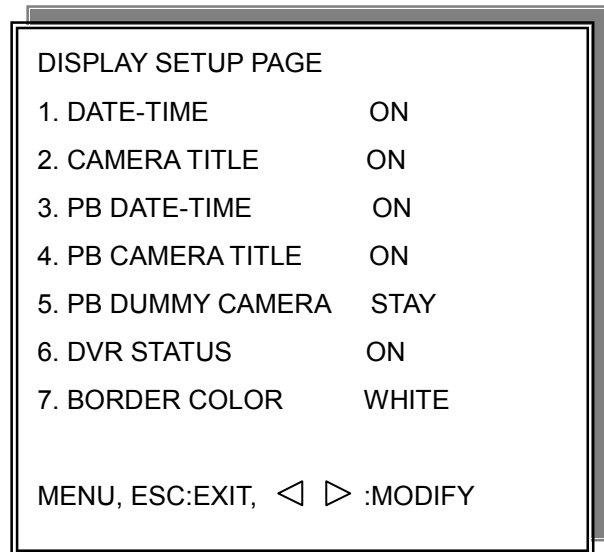 DISPLAY SETUP PAGE
1. DATE-TIME ON
2. CAMERA TITLE ON
3. PB DATE-TIME ON
4. PB CAMERA TITLE ON
5. PB DUMMY CAMERA STAY
6. DVR STATUS ON
7. BORDER COLOR WHITE
MENU, ESC:EXIT, ◁ ▷ :MODIFY